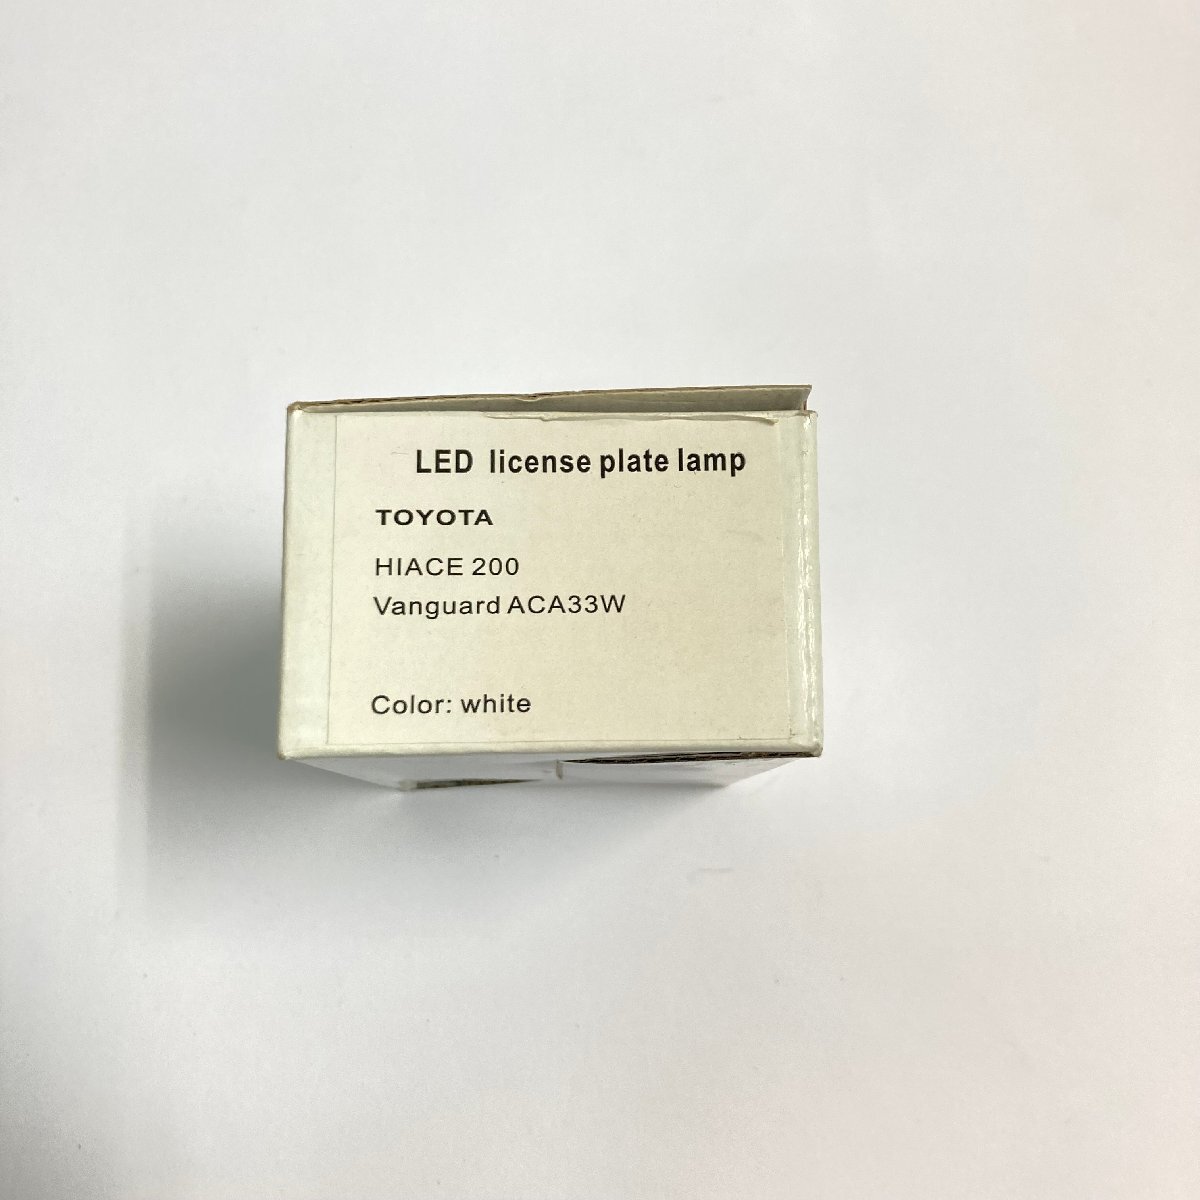 LED license plate lamp
TOYOTA
HIACE 200
Vanguard ACA33W
Color: white